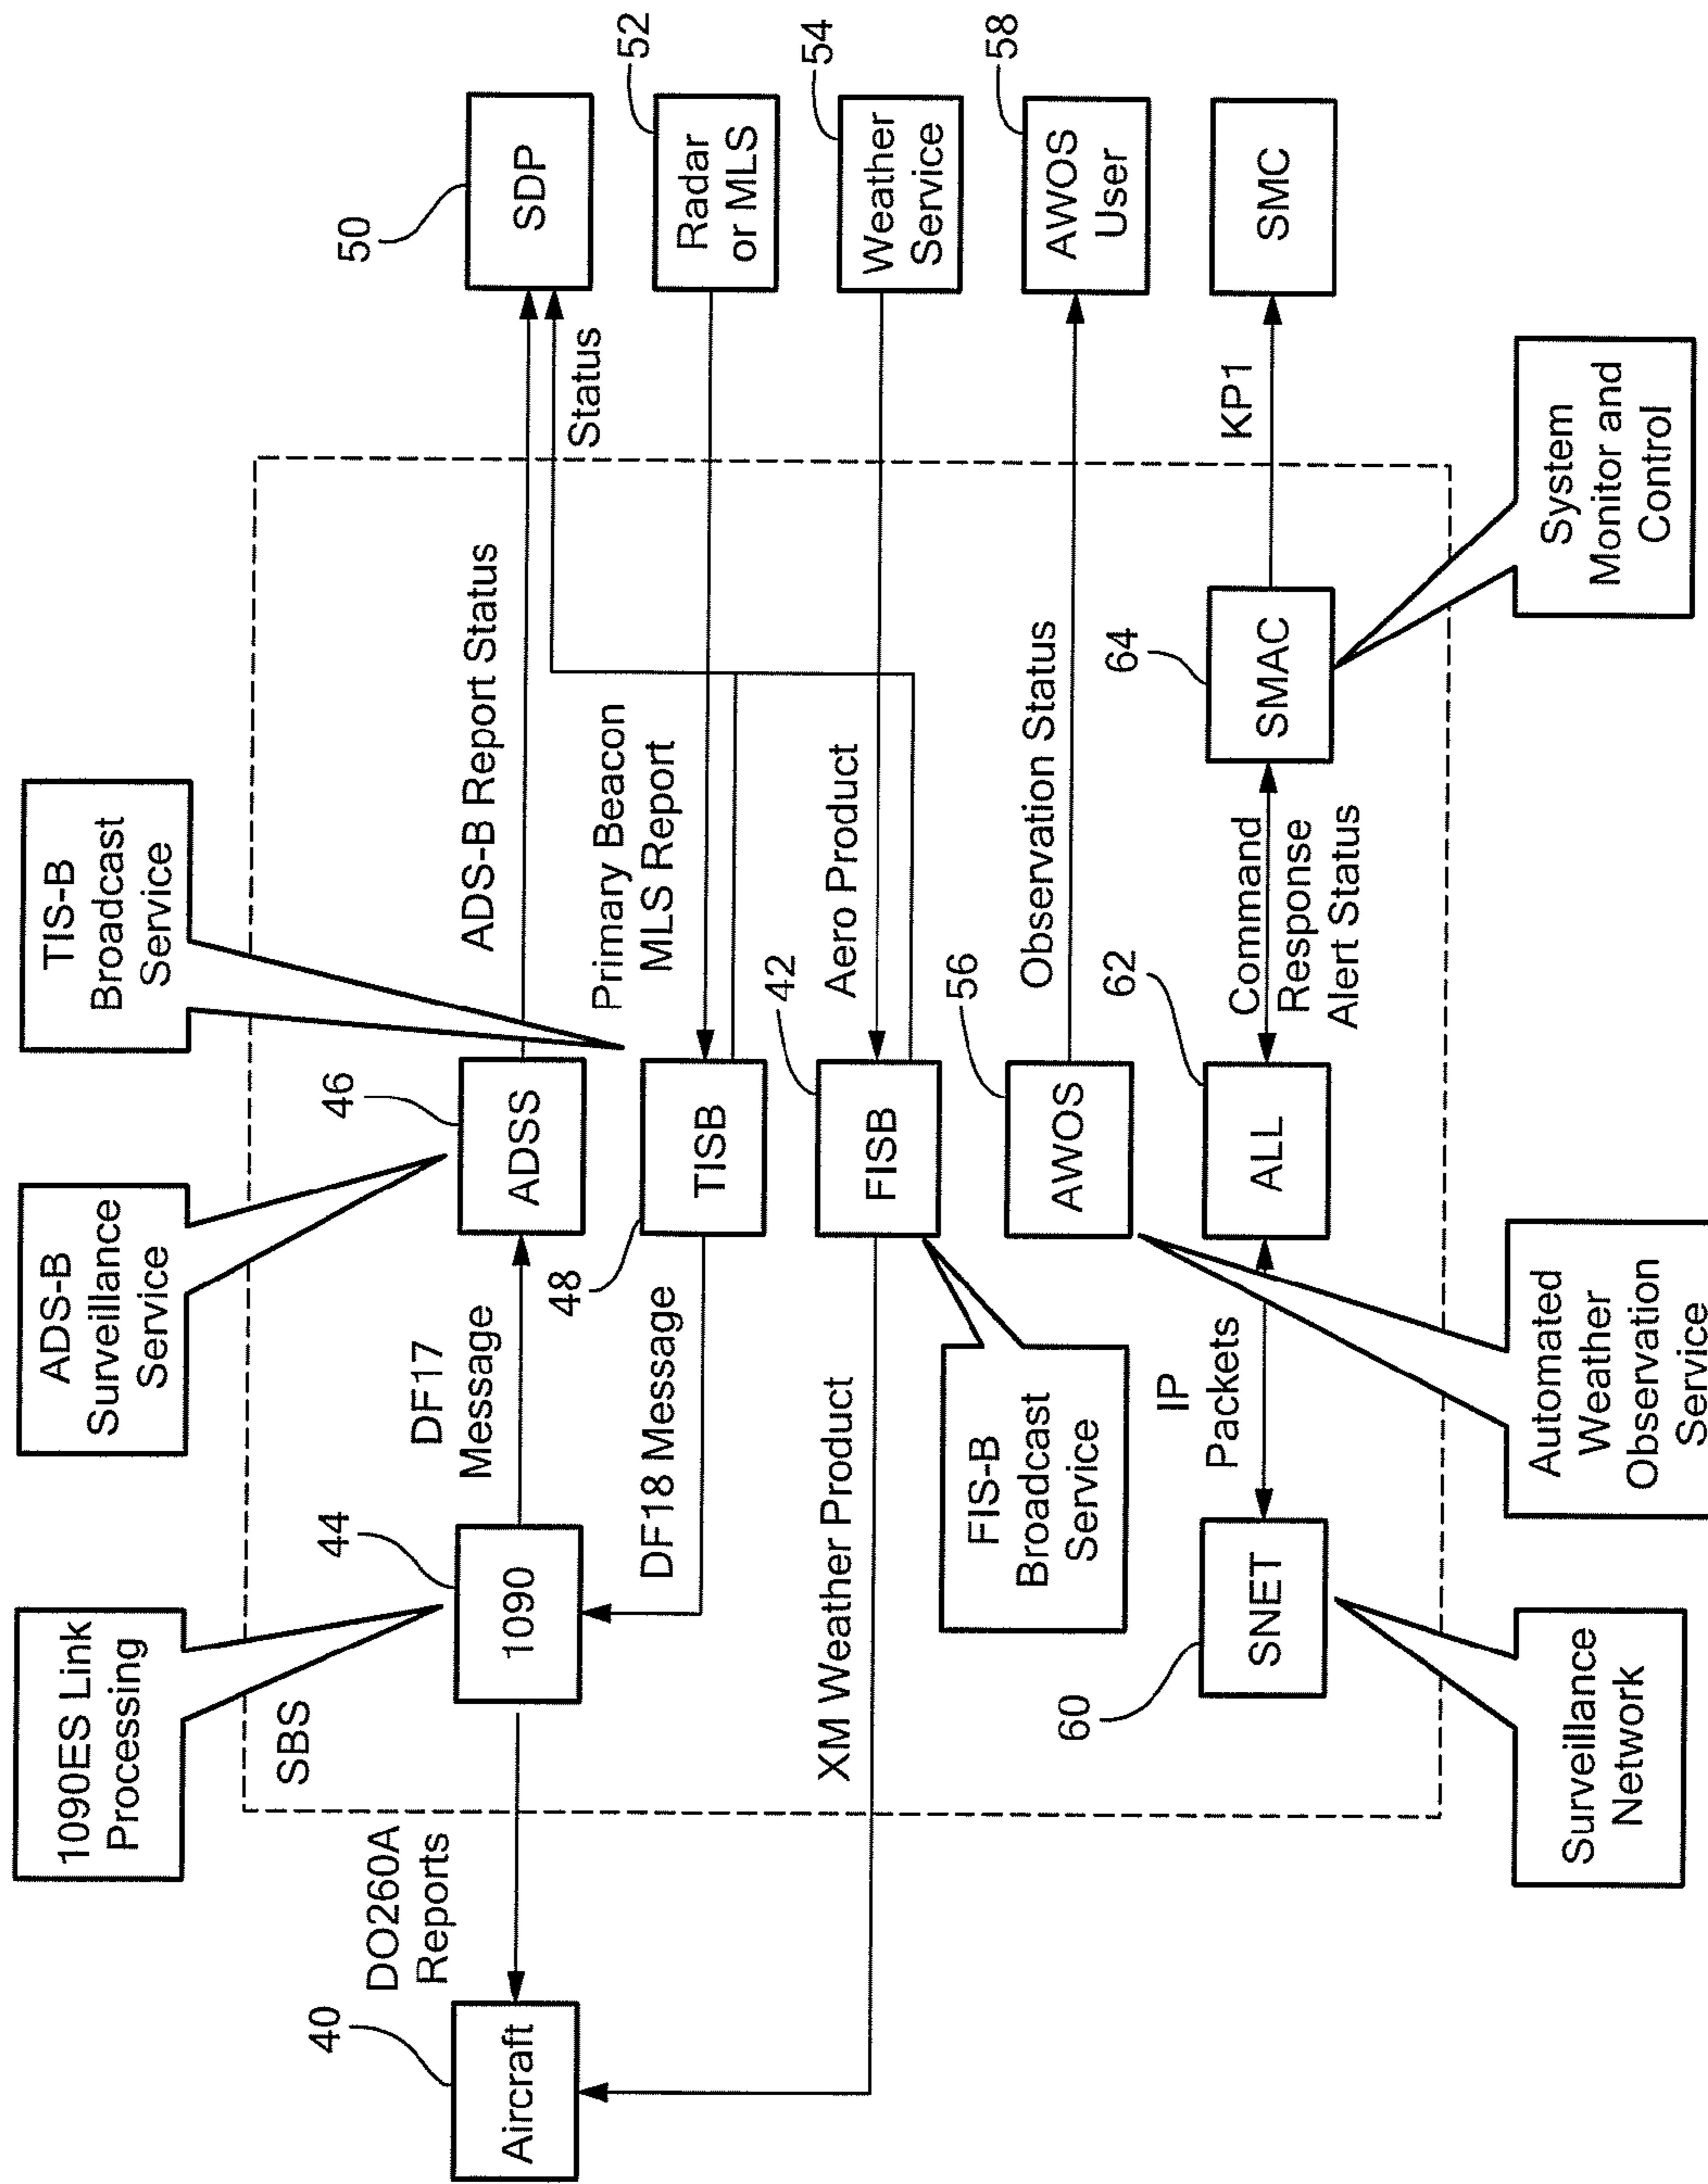 1090ES Link
Processing
ADS-B
Surveillance
Service
TIS-B
Broadcast
Service
SBS
40
Aircraft
DO260A
Reports
44
1090
DF17
Message
46
ADSS
ADS-B Report Status
50
SDP
Status
DF18 Message
48
TISB
Primary Beacon
MLS Report
52
Radar
or MLS
XM Weather Product
42
FISB
Aero Product
54
Weather
Service
FIS-B
Broadcast
Service
56
AWOS
Observation Status
58
AWOS
User
60
SNET
IP
Packets
62
ALL
Command
Response
Alert Status
64
SMAC
KP1
SMC
Surveillance
Network
Automated
Weather
Observation
Service
System
Monitor and
Control